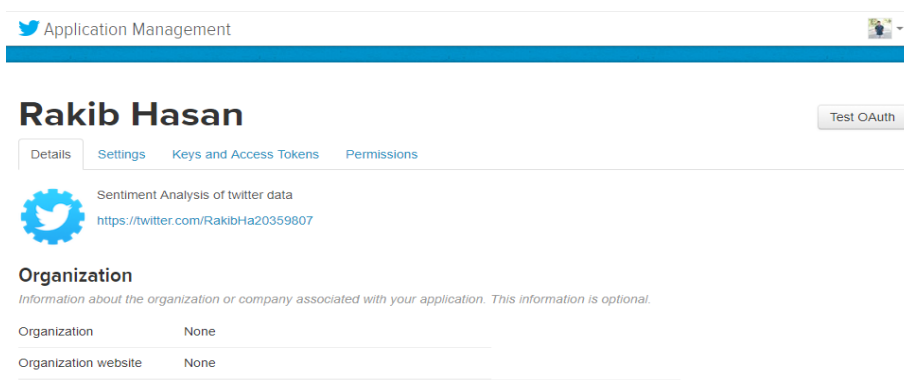 Application Management
Rakib Hasan
Test OAuth
Details Settings Keys and Access Tokens Permissions
Sentiment Analysis of twitter data
https://twitter.com/RakibHa20359807
Organization
Information about the organization or company associated with your application. This information is optional.
Organization None
Organization website None